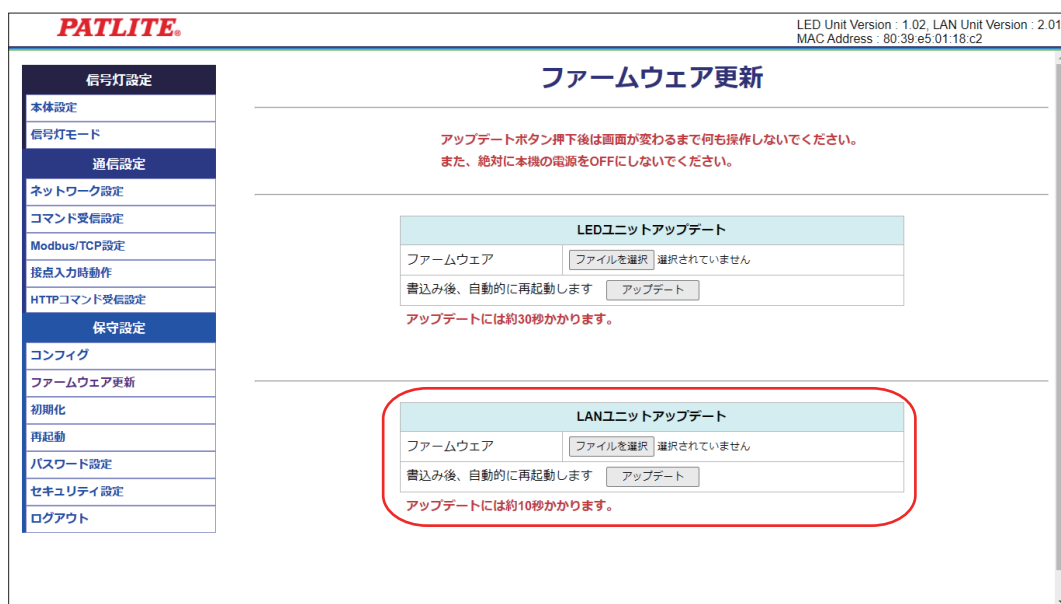 PATLITE®
LED Unit Version : 1.02, LAN Unit Version : 2.01
MAC Address : 80:39:e5:01:18:c2
信号灯設定
本体設定
信号灯モード
通信設定
ネットワーク設定
コマンド受信設定
Modbus/TCP設定
接点入力時動作
HTTPコマンド受信設定
保守設定
コンフィグ
ファームウェア更新
初期化
再起動
パスワード設定
セキュリティ設定
ログアウト
ファームウェア更新
アップデートボタン押下後は画面が変わるまで何も操作しないでください。
また、絶対に本機の電源をOFFにしないでください。
LEDユニットアップデート
ファームウェア ファイルを選択 選択されていません
書込み後、自動的に再起動します アップデート
アップデートには約30秒かかります。
LANユニットアップデート
ファームウェア ファイルを選択 選択されていません
書込み後、自動的に再起動します アップデート
アップデートには約10秒かかります。